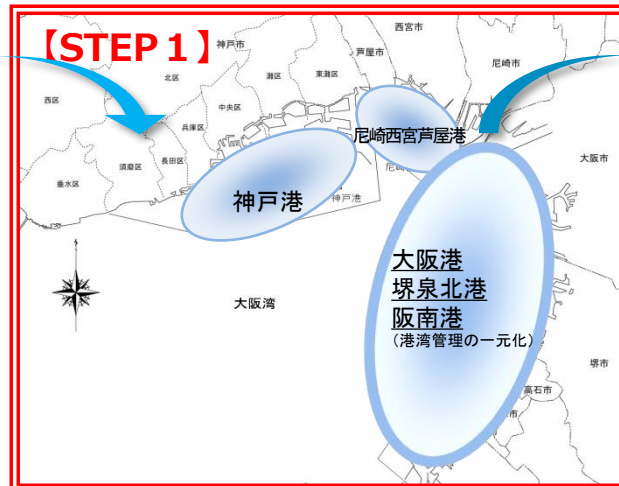 【STEP１】
西宮市
神戸市
芦屋市
尼崎市
北区
灘区
東灘区
西区
中央区
兵庫区
尼崎西宮芦屋港
大阪市
長田区
須磨区
垂水区
神戸港
神戸港
大阪港
堺泉北港
阪南港
（港湾管理の一元化）
大阪湾
堺市
高石市